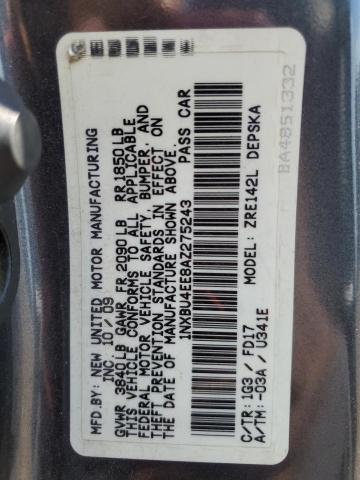 MFD.BY: NEW UNITED MOTOR MANUFACTURING
INC. 10/09
GVWR 3840LB GAWR FR 2090LB RR 1850LB
THIS VEHICLE CONFORMS TO ALL APPLICABLE
FEDERAL MOTOR VEHICLE SAFETY, BUMPER, AND
THEFT PREVENTION STANDARDS IN EFFECT ON
THE DATE OF MANUFACTURE SHOWN ABOVE.
1NXBU4EE8AZ275243 PASS CAR
C/TR: 1G3 / FD17 ZRE142L DEPSKA
A/TM: -03A / U341E
BA4851332